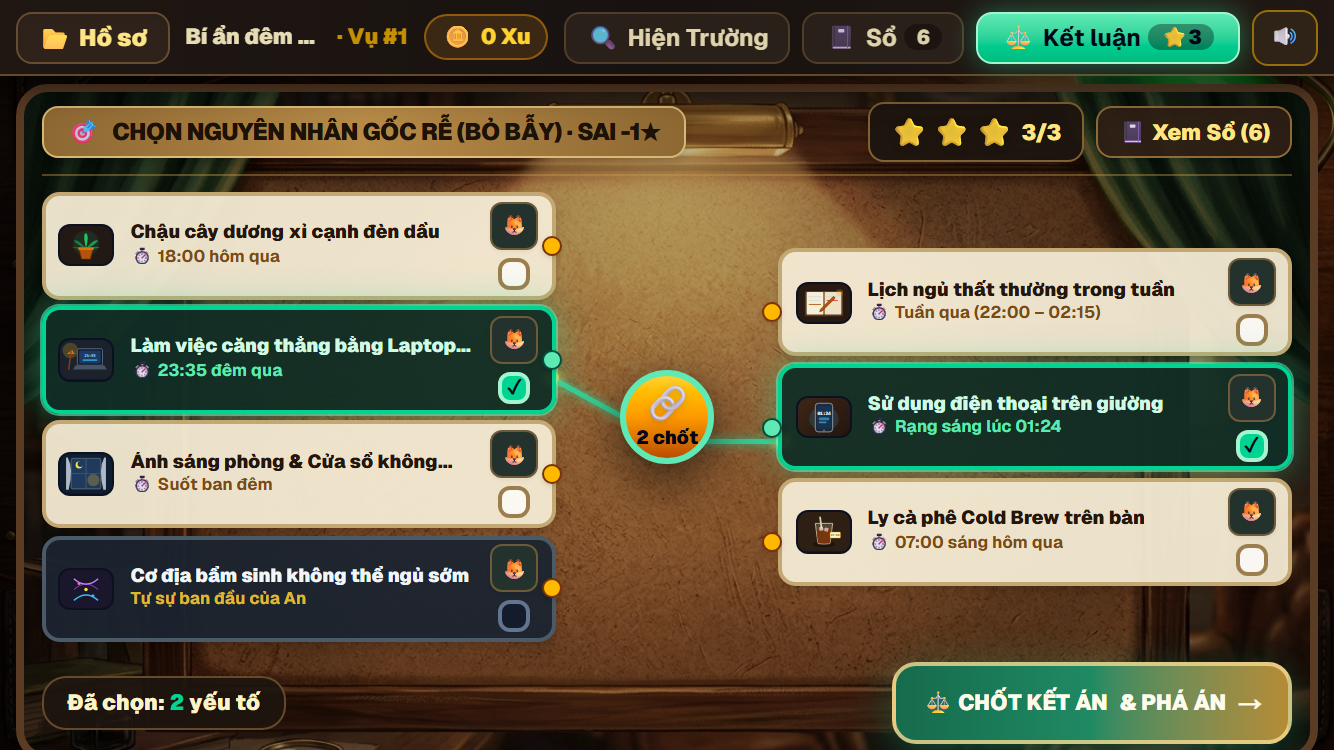 Hồ sơ
Bí ẩn đêm ...
· Vụ #1
0 Xu
Hiện Trường
Sổ 6
Kết luận 3
CHỌN NGUYÊN NHÂN GỐC RỄ (BỎ BẪY) · SAI -1★
3/3
Xem Sổ (6)
Chậu cây dương xỉ cạnh đèn dầu
18:00 hôm qua
Làm việc căng thẳng bằng Laptop...
23:35 đêm qua
Ánh sáng phòng & Cửa sổ không...
Suốt ban đêm
Cơ địa bẩm sinh không thể ngủ sớm
Tự sự ban đầu của An
2 chốt
Lịch ngủ thất thường trong tuần
Tuần qua (22:00 – 02:15)
Sử dụng điện thoại trên giường
Rạng sáng lúc 01:24
Ly cà phê Cold Brew trên bàn
07:00 sáng hôm qua
Đã chọn: 2 yếu tố
CHỐT KẾT ÁN & PHÁ ÁN →